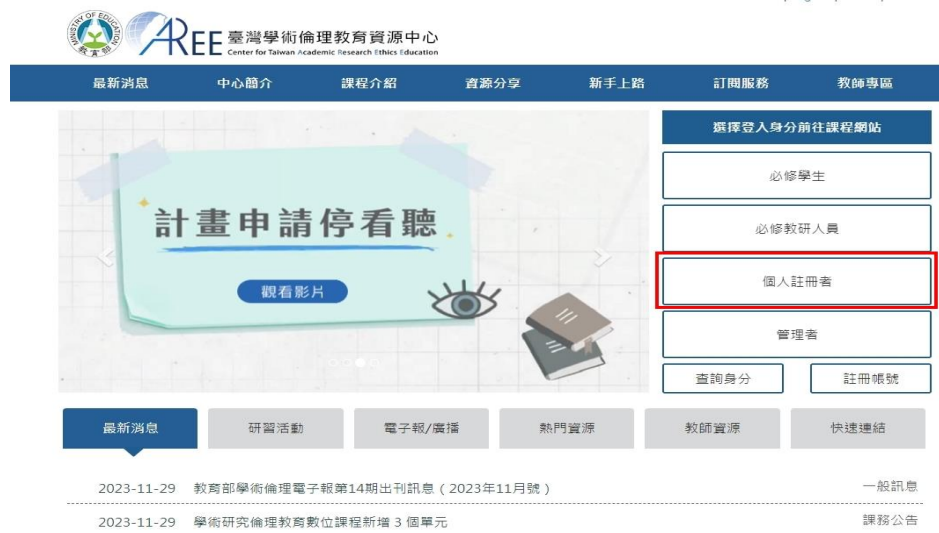 MINISTRY OF EDUCATION
教育部
AREE 臺灣學術倫理教育資源中心
Center for Taiwan Academic Research Ethics Education
最新消息 中心簡介 課程介紹 資源分享 新手上路 訂閱服務 教師專區
選擇登入身分前往課程網站
必修學生
必修教研人員
個人註冊者
管理者
查詢身分 註冊帳號
計畫申請停看聽
觀看影片
最新消息 研習活動 電子報/廣播 熱門資源 教師資源 快速連結
2023-11-29 教育部學術倫理電子報第14期出刊訊息(2023年11月號) 一般訊息
2023-11-29 學術研究倫理教育數位課程新增 3 個單元 課務公告